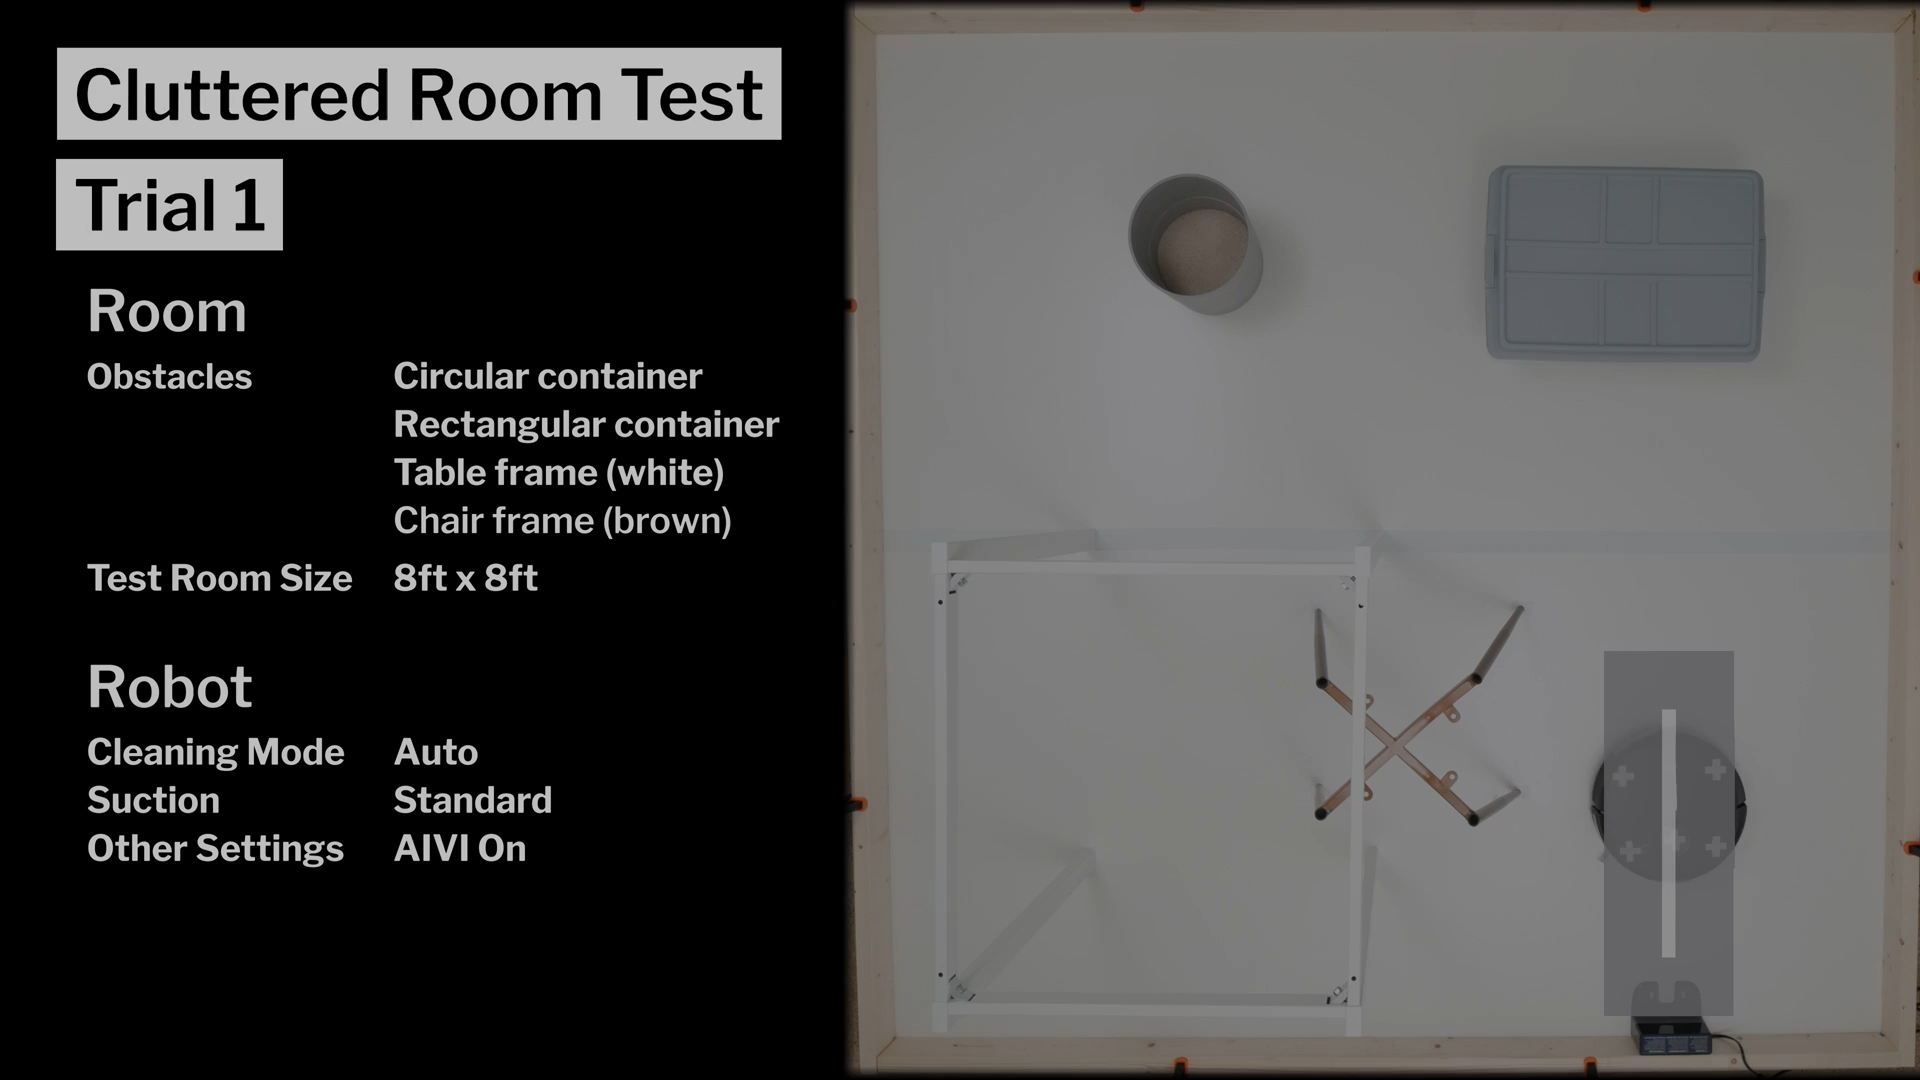 Cluttered Room Test
Trial 1
Room
Obstacles Circular container
Rectangular container
Table frame (white)
Chair frame (brown)
Test Room Size 8ft x 8ft
Robot
Cleaning Mode Auto
Suction Standard
Other Settings AIVI On